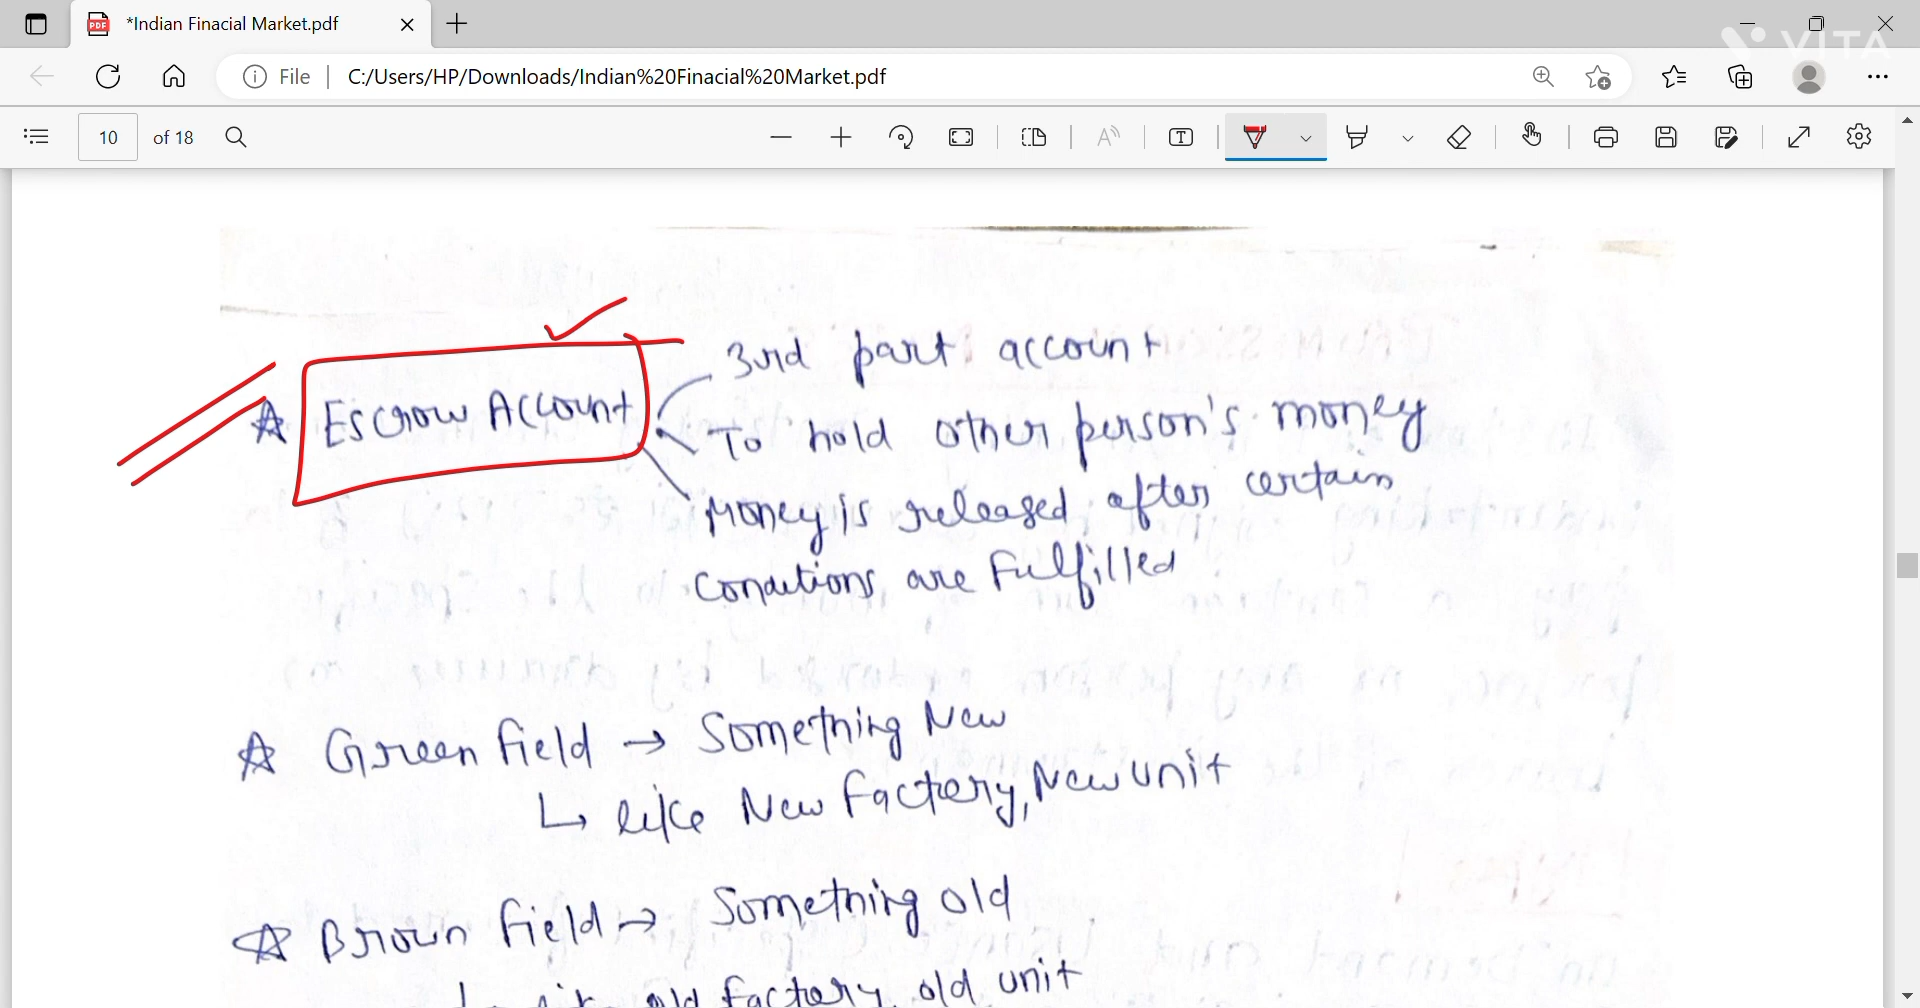 *Indian Finacial Market.pdf
VITA
File | C:/Users/HP/Downloads/Indian%20Finacial%20Market.pdf
10 of 18
3rd part account
☆ Escrow Account
To hold other person's money
Money is released after certain
conditions are Fulfilled
☆ Green field → Something New
↳ like New factory, New unit
☆ Brown field → Something old
old factory, old unit